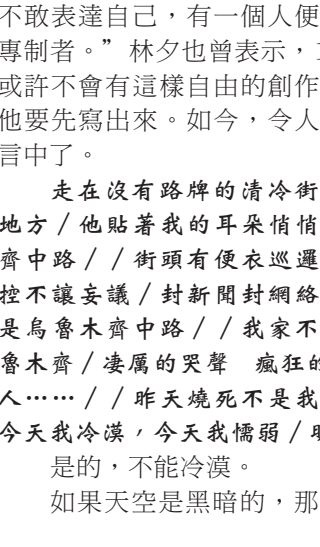 不敢表達自己，有一個人便
專制者。”林夕也曾表示，
或許不會有這樣自由的創作
他要先寫出來。如今，令人
言中了。
走在沒有路牌的清冷街
地方／他貼著我的耳朵悄悄
齊中路／／街頭有便衣巡邏
控不讓妄議／封新聞封網絡
是烏魯木齊中路／／我家不
魯木齊／淒厲的哭聲　瘋狂的
人……／／昨天燒死不是我
今天我冷漠，今天我懦弱／
是的，不能冷漠。
如果天空是黑暗的，那